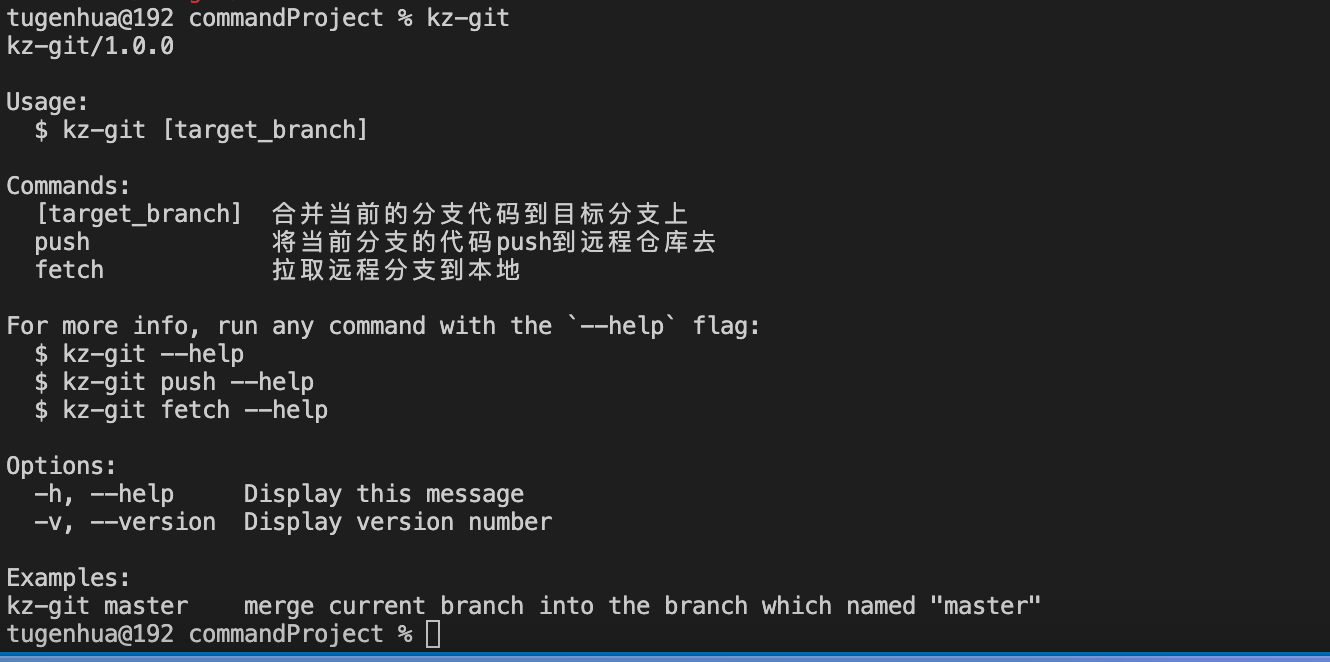 tugenhua@192 commandProject % kz-git
kz-git/1.0.0
Usage:
$ kz-git [target_branch]
Commands:
[target_branch]  合并当前的分支代码到目标分支上
push             将当前分支的代码push到远程仓库去
fetch            拉取远程分支到本地
For more info, run any command with the `--help` flag:
$ kz-git --help
$ kz-git push --help
$ kz-git fetch --help
Options:
-h, --help     Display this message
-v, --version  Display version number
Examples:
kz-git master    merge current branch into the branch which named "master"
tugenhua@192 commandProject %